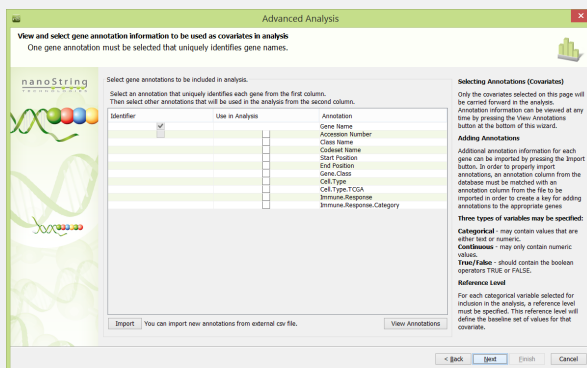 Advanced Analysis
View and select gene annotation information to be used as covariates in analysis
One gene annotation must be selected that uniquely identifies gene names.
nanoString
TECHNOLOGIES
Select gene annotations to be included in analysis.
Select an annotation that uniquely identifies each gene from the first column.
Then select other annotations that will be used in the analysis from the second column.
Identifier Use in Analysis Annotation
Gene Name
Accession Number
Class Name
Codeset Name
Start Position
End Position
Gene.Class
Cell.Type
Cell.Type.TCGA
Immune.Response
Immune.Response.Category
Import You can import new annotations from external csv file. View Annotations
Selecting Annotations (Covariates)
Only the covariates selected on this page will
be carried forward in the analysis.
Annotation information can be viewed at any
time by pressing the View Annotations
button at the bottom of this wizard.
Adding Annotations
Additional annotation information for each
gene can be imported by pressing the Import
button. In order to properly import
annotations, an annotation column from the
database must be matched with an
annotation column from the file to be
imported in order to create a key for adding
annotations to the appropriate genes
Three types of variables may be specified:
Categorical - may contain values that are
either text or numeric.
Continuous - may only contain numeric
values.
True/False - should contain the boolean
operators TRUE or FALSE.
Reference Level
For each categorical variable selected for
inclusion in the analysis, a reference level
must be specified. This reference level will
define the baseline set of values for that
covariate.
< Back Next Finish Cancel